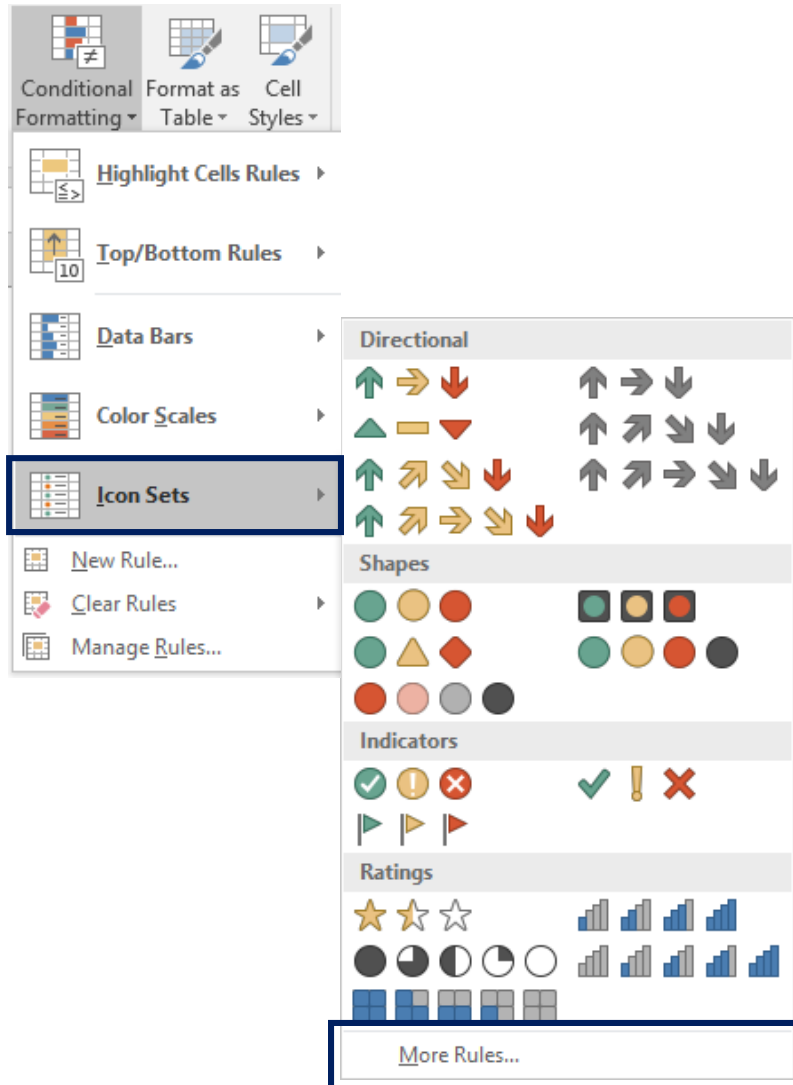 Conditional Formatting
Format as Table
Cell Styles
≠
Highlight Cells Rules
≤>
Top/Bottom Rules
10
Data Bars
Color Scales
Icon Sets
New Rule...
Clear Rules
Manage Rules...
Directional
Shapes
Indicators
Ratings
More Rules...